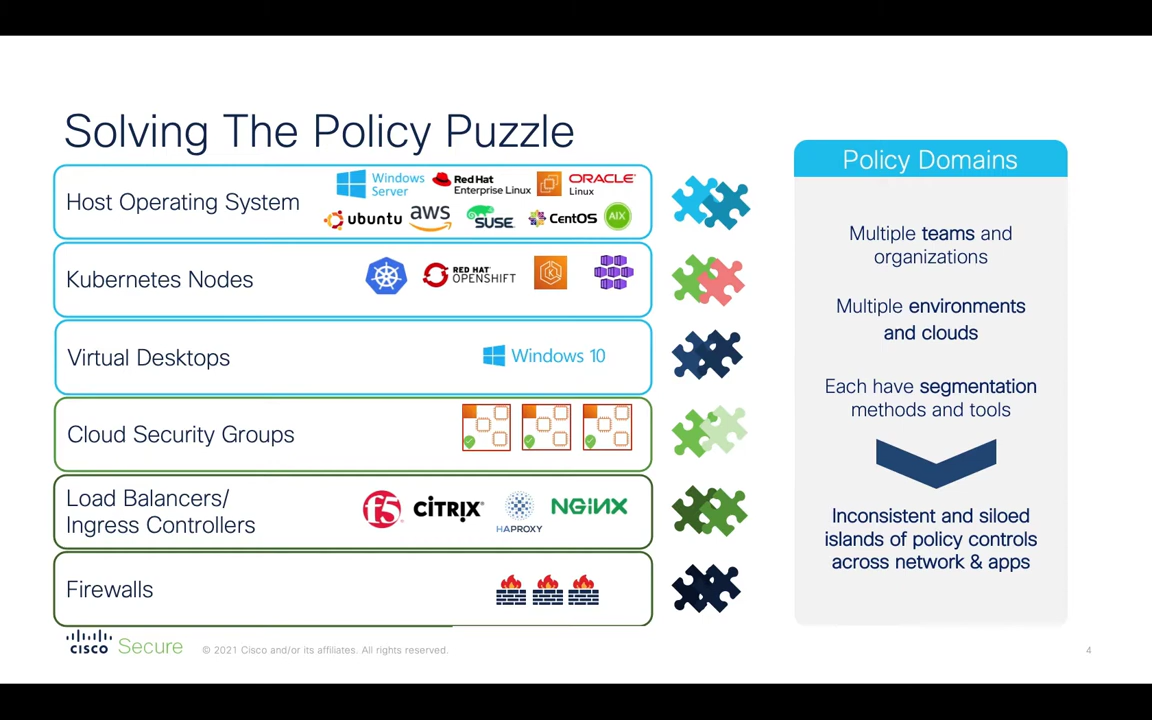 Solving The Policy Puzzle
Host Operating System
Windows
Server
Red Hat
Enterprise Linux
ORACLE
Linux
ubuntu
aws
SUSE
CentOS
AIX
Kubernetes Nodes
RED HAT
OPENSHIFT
Virtual Desktops
Windows 10
Cloud Security Groups
Load Balancers/
Ingress Controllers
f5
CITRIX
HAPROXY
NGINX
Firewalls
Policy Domains
Multiple teams and
organizations
Multiple environments
and clouds
Each have segmentation
methods and tools
Inconsistent and siloed
islands of policy controls
across network & apps
CISCO Secure
© 2021 Cisco and/or its affiliates. All rights reserved.
4